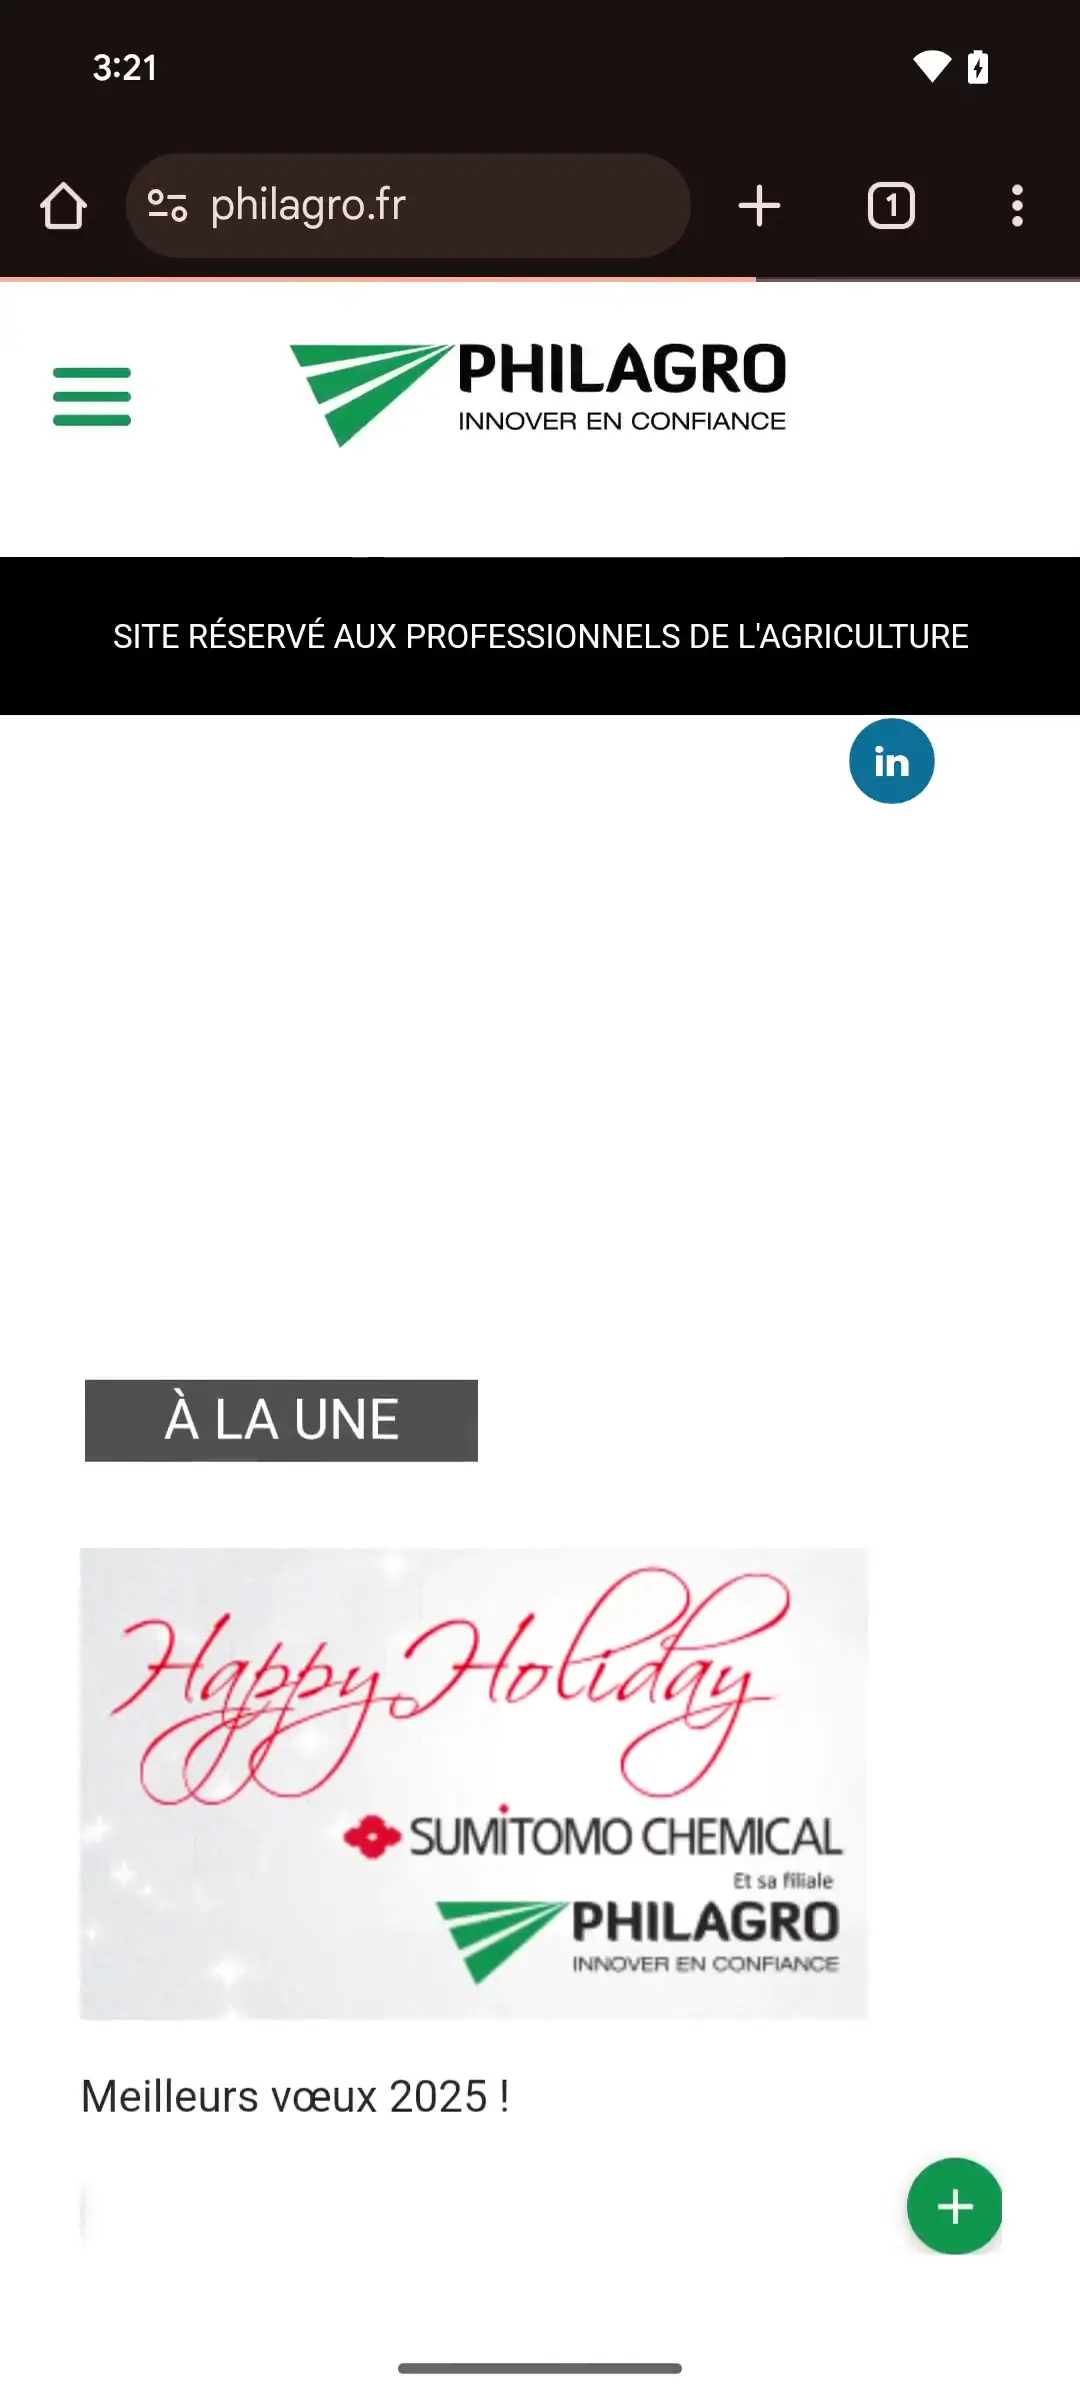 3:21
philagro.fr
1
PHILAGRO
INNOVER EN CONFIANCE
SITE RÉSERVÉ AUX PROFESSIONNELS DE L'AGRICULTURE
in
À LA UNE
Happy Holiday
SUMITOMO CHEMICAL
Et sa filiale
PHILAGRO
INNOVER EN CONFIANCE
Meilleurs vœux 2025 !